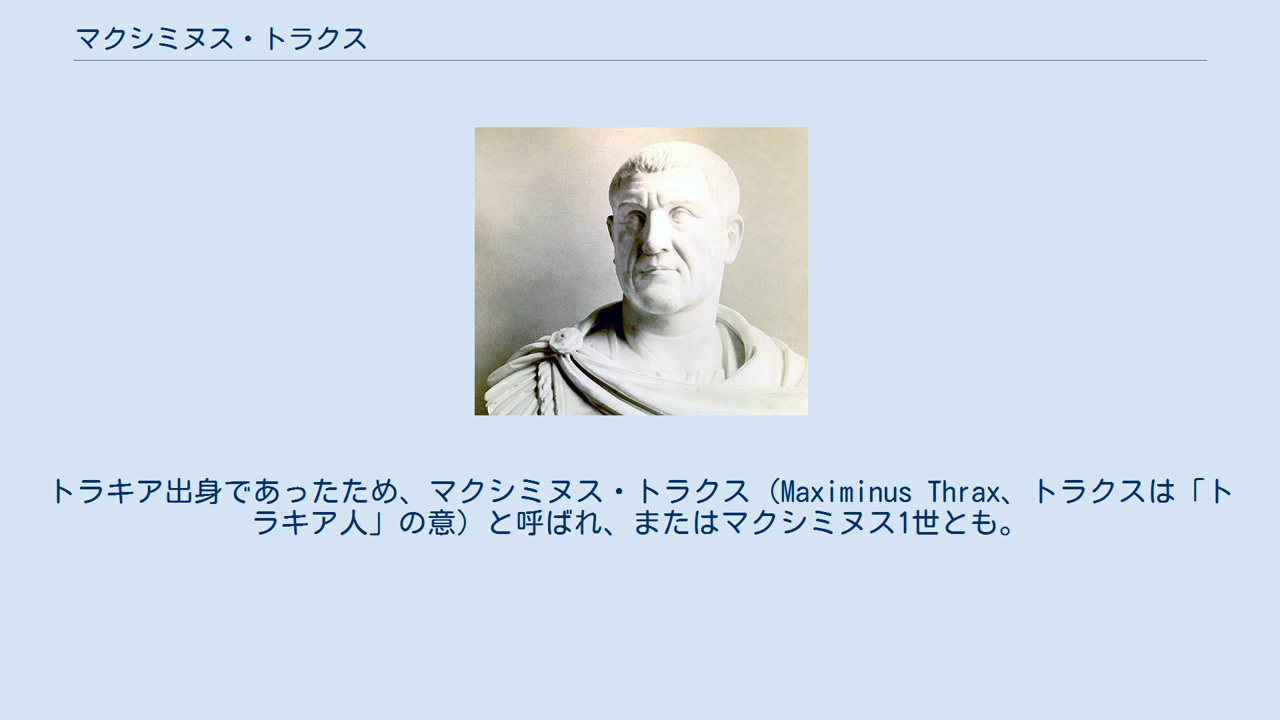 マクシミヌス・トラクス
トラキア出身であったため、マクシミヌス・トラクス（Maximinus Thrax、トラクスは「ト
ラキア人」の意）と呼ばれ、またはマクシミヌス1世とも。